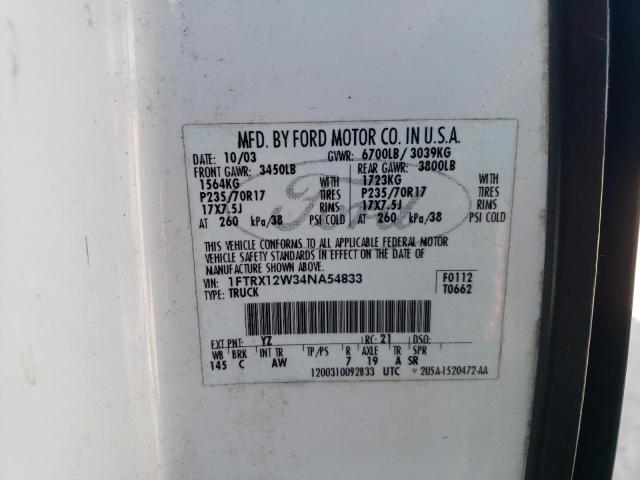 MFD. BY FORD MOTOR CO. IN U.S.A.
DATE: 10/03 GVWR: 6700LB/ 3039KG
FRONT GAWR: 3450LB REAR GAWR: 3800LB
1564KG WITH 1723KG WITH
P235/70R17 TIRES P235/70R17 TIRES
17X7.5J RIMS 17X7.5J RIMS
AT 260 kPa/38 PSI COLD AT 260 kPa/38 PSI COLD
Ford
THIS VEHICLE CONFORMS TO ALL APPLICABLE FEDERAL MOTOR
VEHICLE SAFETY STANDARDS IN EFFECT ON THE DATE OF
MANUFACTURE SHOWN ABOVE.
VIN: 1FTRX12W34NA54833 F0112
TYPE: TRUCK T0662
EXT PNT: YZ RC: 21 DSO:
WB BRK INT TR TP/PS R AXLE TR SPR
145 C AW 7 19 A SR
1200310092833 UTC 2USA-1520472-AA